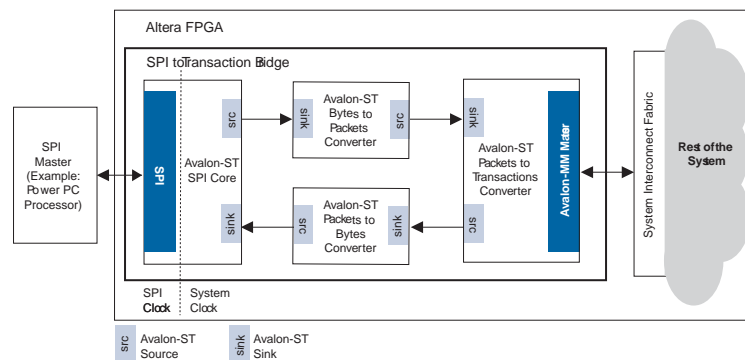 Altera FPGA
SPI toTransaction Bidge
SPI
Master
(Example:
Power PC
Processor)
SPI
Avalon-ST
SPI Core
src
sink
sink
Avalon-ST
Bytes to
Packets
Converter
src
src
Avalon-ST
Packets to
Bytes
Converter
sink
sink
Avalon-ST
Packets to
Transactions
Converter
src
Avalon-MM Mater
System Interconnect Fabric
Rest of the
System
SPI
Clock
System
Clock
src
Avalon-ST
Source
sink
Avalon-ST
Sink